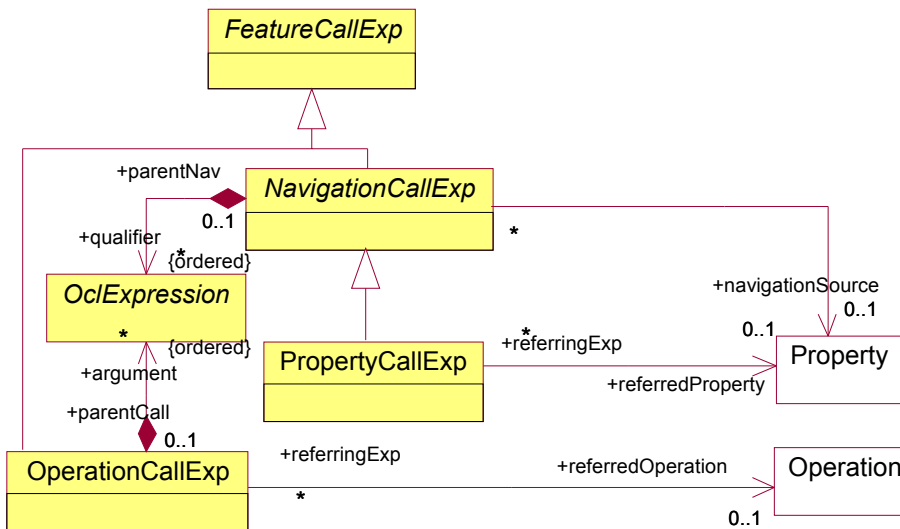 FeatureCallExp
+parentNav
NavigationCallExp
0..1
*
+qualifier
*
{ordered}
OclExpression
+navigationSource
0..1
*
{ordered}
*
0..1
+referringExp
Property
+argument
PropertyCallExp
+referredProperty
+parentCall
0..1
OperationCallExp
+referringExp
+referredOperation
Operation
*
0..1